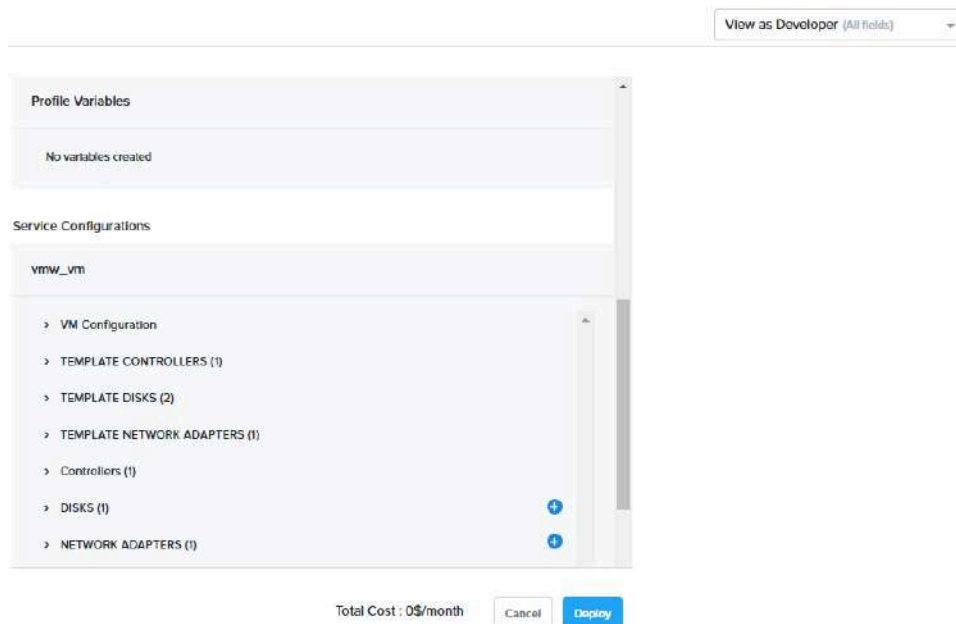 View as Developer (All fields)
Profile Variables
No variables created
Service Configurations
vmw_vm
VM Configuration
TEMPLATE CONTROLLERS (1)
TEMPLATE DISKS (2)
TEMPLATE NETWORK ADAPTERS (1)
Controllers (1)
DISKS (1)
NETWORK ADAPTERS (1)
Total Cost : 0$/month Cancel Deploy